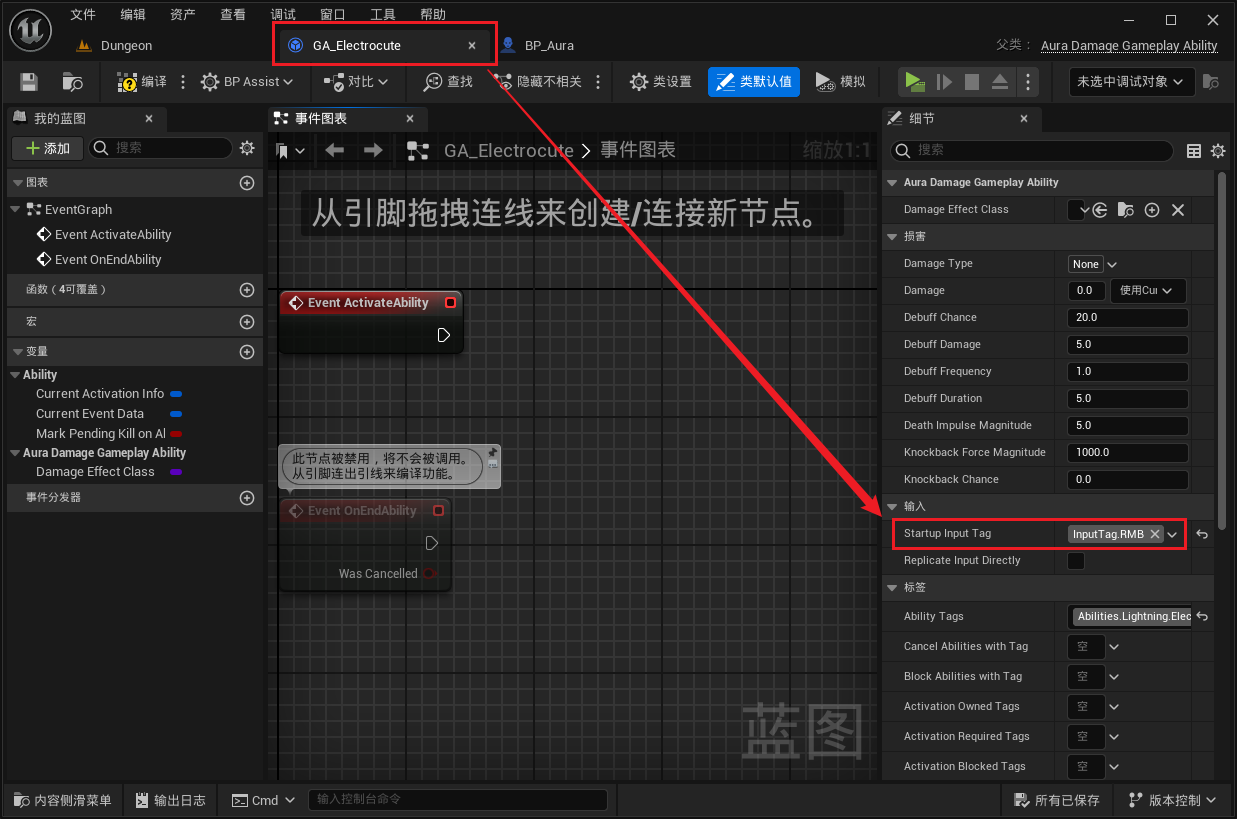 文件 编辑 资产 查看 调试 窗口 工具 帮助
Dungeon
GA_Electrocute
BP_Aura
父类： Aura Damage Gameplay Ability
编译
BP Assist
对比
查找
隐藏不相关
类设置
类默认值
模拟
未选中调试对象
我的蓝图
添加
搜索
图表
EventGraph
Event ActivateAbility
Event OnEndAbility
函数（4可覆盖）
宏
变量
Ability
Current Activation Info
Current Event Data
Mark Pending Kill on Al
Aura Damage Gameplay Ability
Damage Effect Class
事件分发器
事件图表
GA_Electrocute > 事件图表
缩放1:1
从引脚拖拽连线来创建/连接新节点。
Event ActivateAbility
此节点被禁用，将不会被调用。
从引脚连出引线来编译功能。
Event OnEndAbility
Was Cancelled
蓝图
细节
搜索
Aura Damage Gameplay Ability
Damage Effect Class
损害
Damage Type None
Damage 0.0 使用Cur
Debuff Chance 20.0
Debuff Damage 5.0
Debuff Frequency 1.0
Debuff Duration 5.0
Death Impulse Magnitude 5.0
Knockback Force Magnitude 1000.0
Knockback Chance 0.0
输入
Startup Input Tag InputTag.RMB
Replicate Input Directly
标签
Ability Tags Abilities.Lightning.Elec
Cancel Abilities with Tag 空
Block Abilities with Tag 空
Activation Owned Tags 空
Activation Required Tags 空
Activation Blocked Tags 空
内容侧滑菜单
输出日志
Cmd
输入控制台命令
所有已保存
版本控制